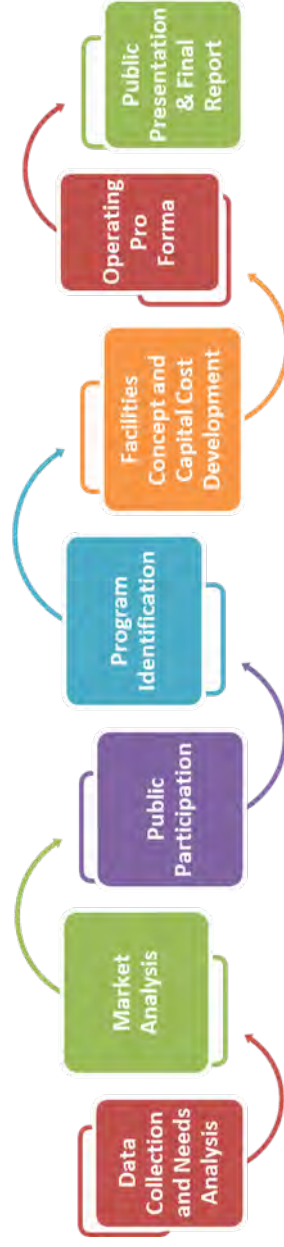 Data
Collection
and Needs
Analysis
Market
Analysis
Public
Participation
Program
Identification
Facilities
Concept and
Capital Cost
Development
Operating
Pro
Forma
Public
Presentation
& Final
Report